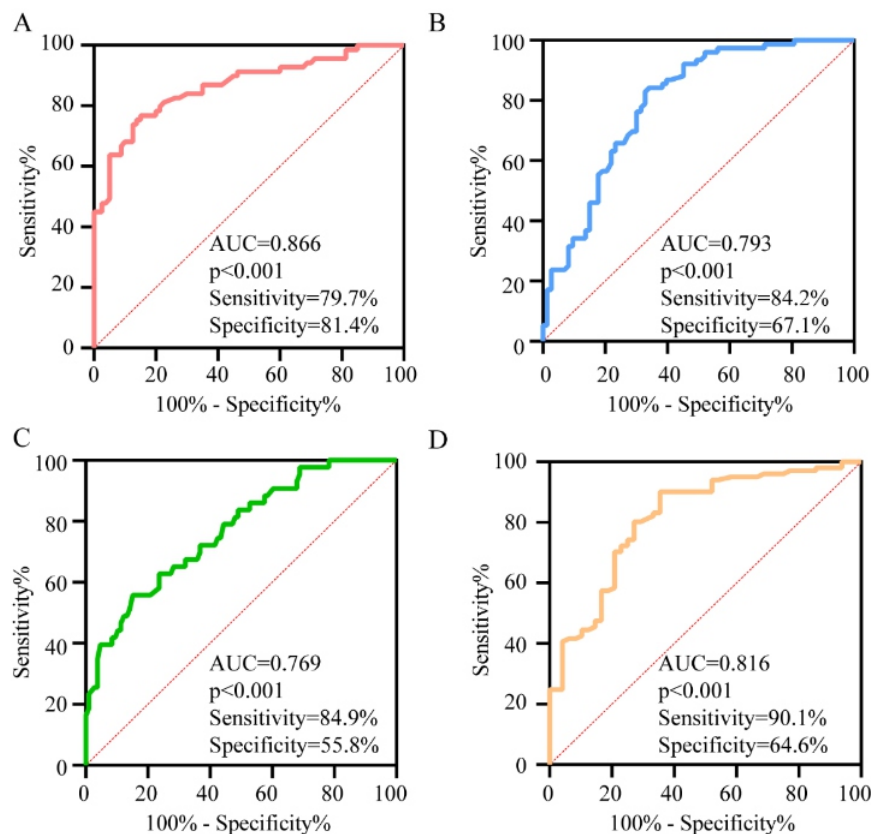 A
100
80
60
40
20
0
Sensitivity%
AUC=0.866
p<0.001
Sensitivity=79.7%
Specificity=81.4%
0 20 40 60 80 100
100% - Specificity%
B
100
80
60
40
20
0
Sensitivity%
AUC=0.793
p<0.001
Sensitivity=84.2%
Specificity=67.1%
0 20 40 60 80 100
100% - Specificity%
C
100
80
60
40
20
0
Sensitivity%
AUC=0.769
p<0.001
Sensitivity=84.9%
Specificity=55.8%
0 20 40 60 80 100
100% - Specificity%
D
100
80
60
40
20
0
Sensitivity%
AUC=0.816
p<0.001
Sensitivity=90.1%
Specificity=64.6%
0 20 40 60 80 100
100% - Specificity%